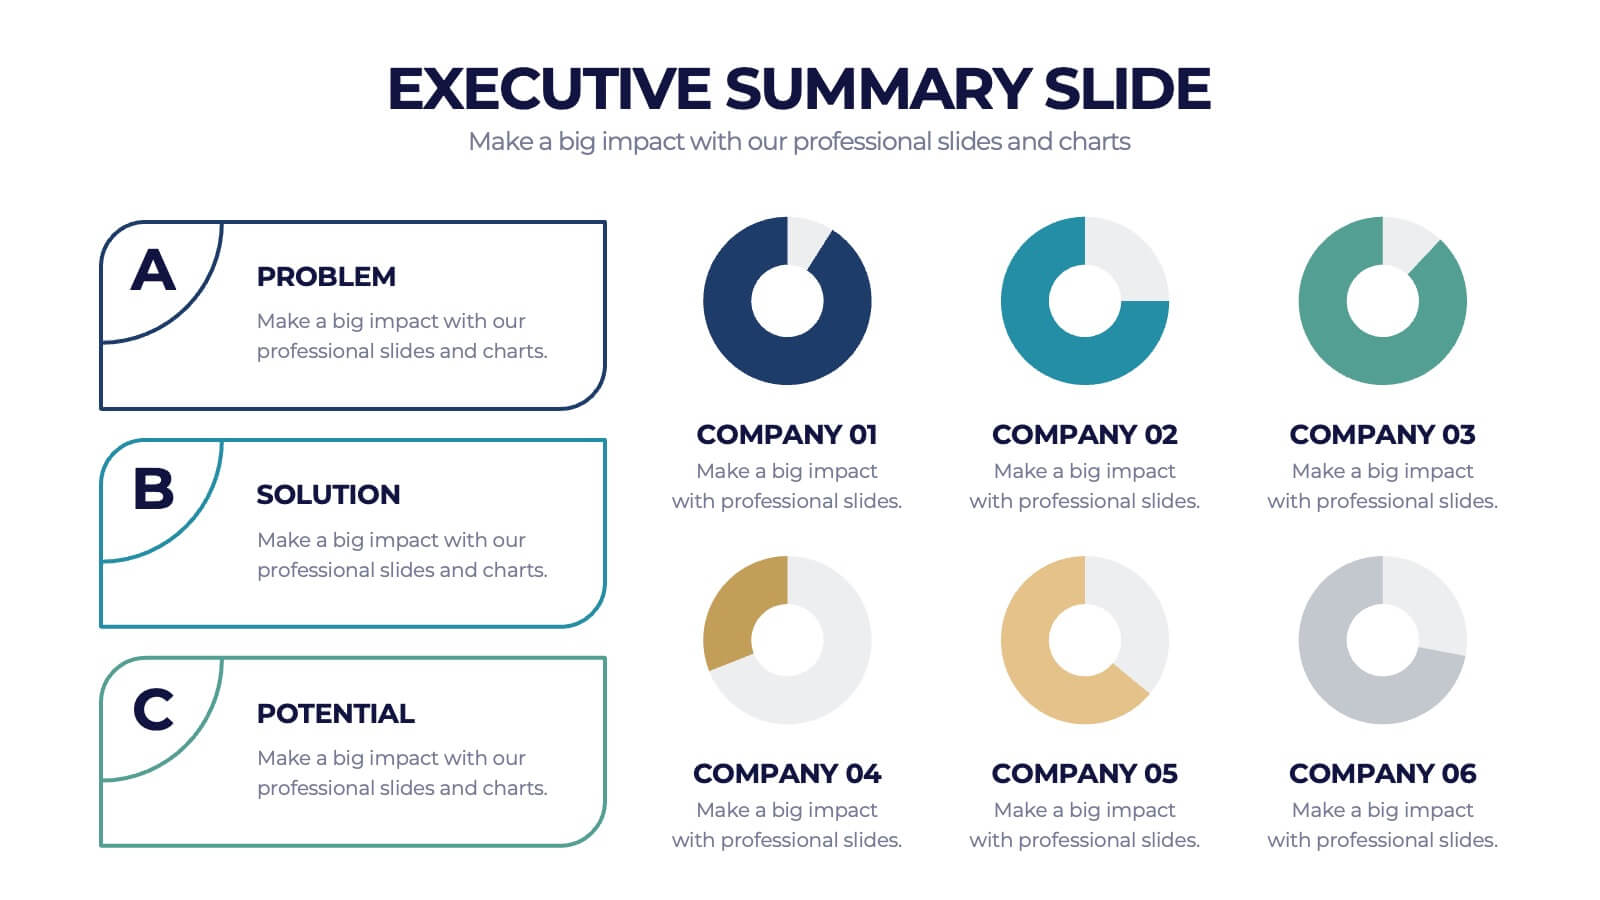 EXECUTIVE SUMMARY SLIDE
Make a big impact with our professional slides and charts
A
PROBLEM
Make a big impact with our
professional slides and charts.
B
SOLUTION
Make a big impact with our
professional slides and charts.
C
POTENTIAL
Make a big impact with our
professional slides and charts.
COMPANY 01
Make a big impact
with professional slides.
COMPANY 02
Make a big impact
with professional slides.
COMPANY 03
Make a big impact
with professional slides.
COMPANY 04
Make a big impact
with professional slides.
COMPANY 05
Make a big impact
with professional slides.
COMPANY 06
Make a big impact
with professional slides.